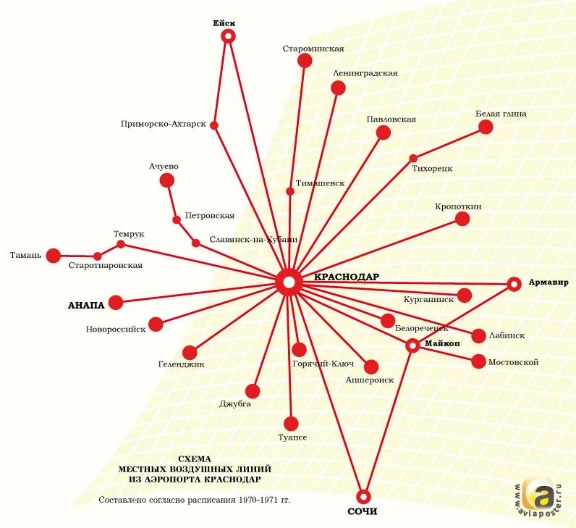 Ейск
Староминская
Ленинградская
Павловская
Белая глина
Приморско-Ахтарск
Тихорецк
Ачуево
Тимашевск
Кропоткин
Петровская
Темрук
Славянск-на-Кубани
Тамань
Старотиаровская
КРАСНОДАР
Армавир
АНАПА
Курганинск
Новороссийск
Белореченск
Лабинск
Майкоп
Геленджик
Горячий-Ключ
Мостовской
Апшеронск
Джубга
Туапсе
СХЕМА
МЕСТНЫХ ВОЗДУШНЫХ ЛИНИЙ
ИЗ АЭРОПОРТА КРАСНОДАР
Составлено согласно расписания 1970-1971 гг.
СОЧИ
www.aviaposter.ru